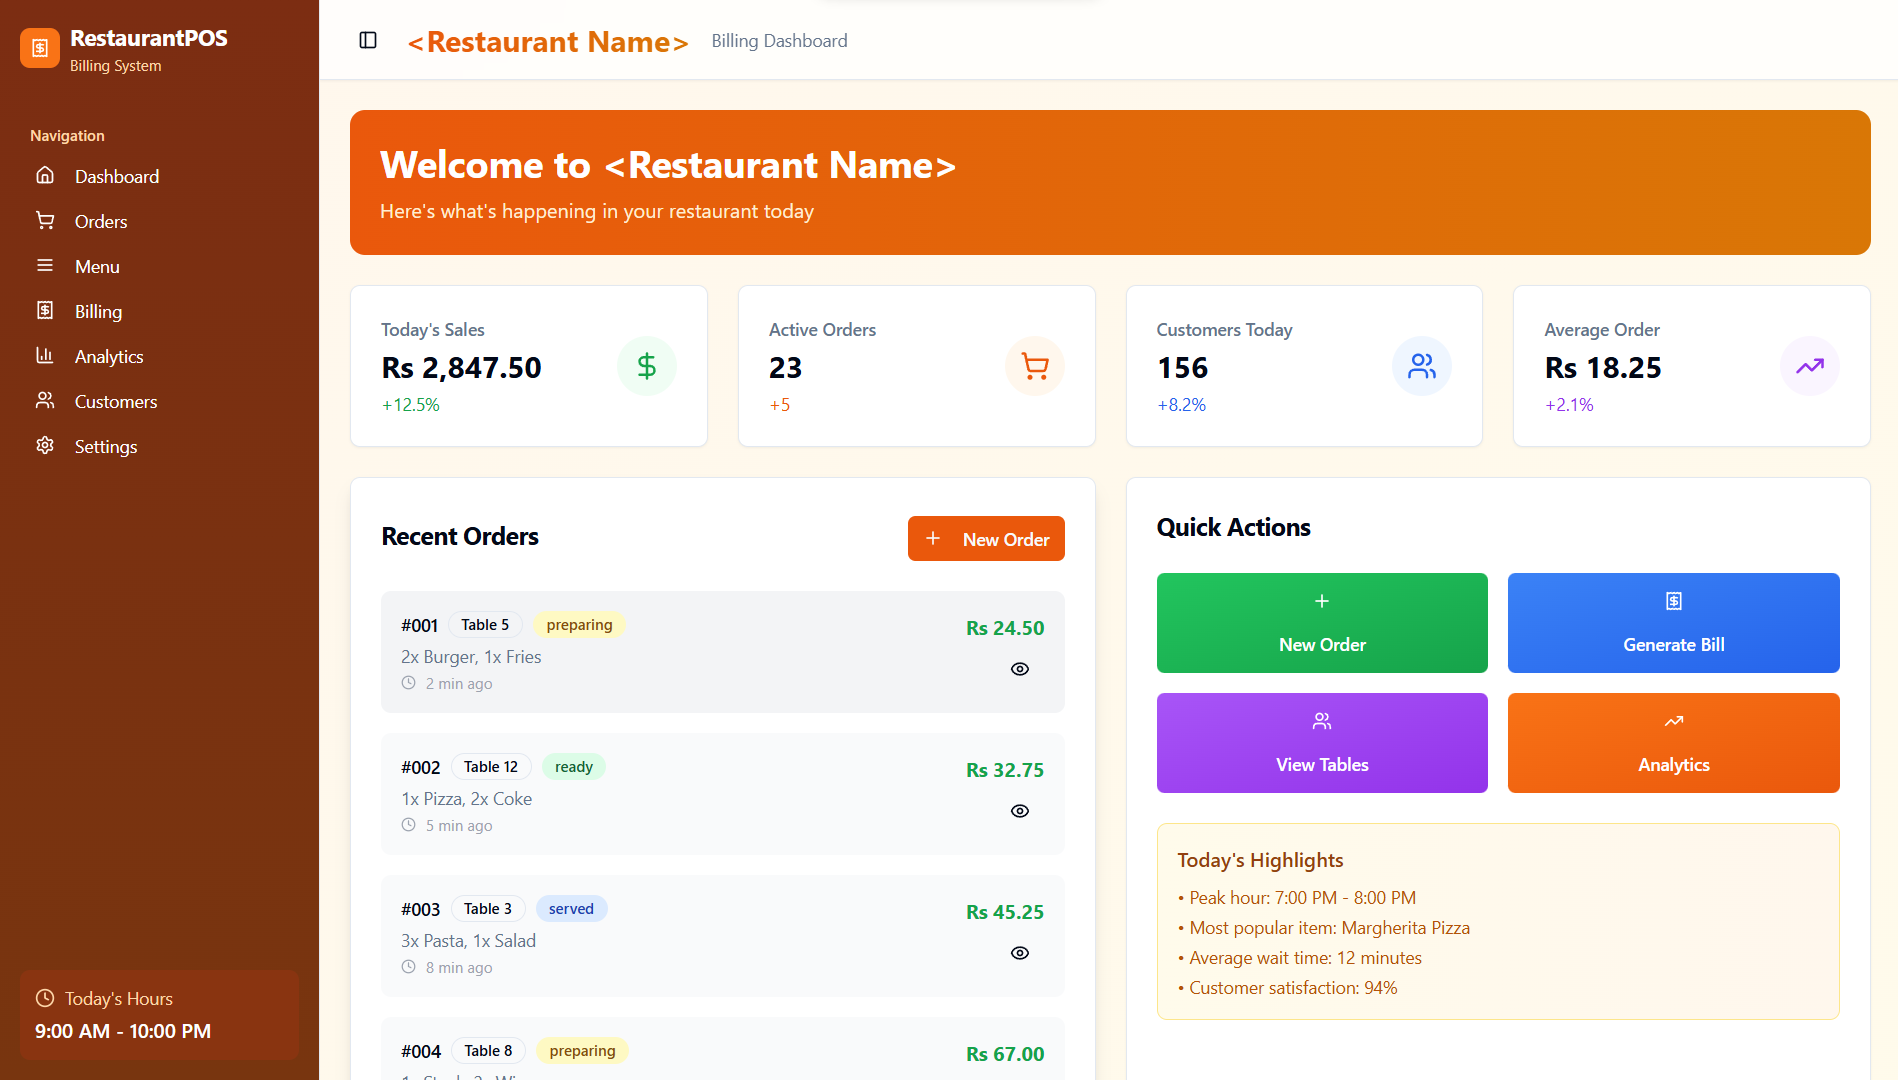 RestaurantPOS
Billing System
Navigation
Dashboard
Orders
Menu
Billing
Analytics
Customers
Settings
Today's Hours
9:00 AM - 10:00 PM
<Restaurant Name> Billing Dashboard
Welcome to <Restaurant Name>
Here's what's happening in your restaurant today
Today's Sales
Rs 2,847.50
+12.5%
Active Orders
23
+5
Customers Today
156
+8.2%
Average Order
Rs 18.25
+2.1%
Recent Orders
New Order
#001 Table 5 preparing Rs 24.50
2x Burger, 1x Fries
2 min ago
#002 Table 12 ready Rs 32.75
1x Pizza, 2x Coke
5 min ago
#003 Table 3 served Rs 45.25
3x Pasta, 1x Salad
8 min ago
#004 Table 8 preparing Rs 67.00
Quick Actions
New Order
Generate Bill
View Tables
Analytics
Today's Highlights
• Peak hour: 7:00 PM - 8:00 PM
• Most popular item: Margherita Pizza
• Average wait time: 12 minutes
• Customer satisfaction: 94%